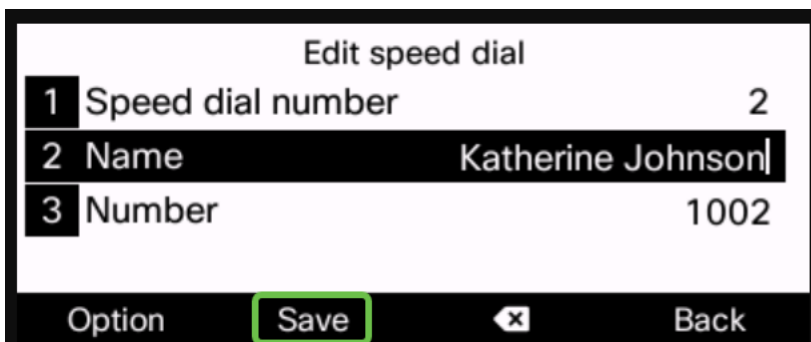 Edit speed dial
1 Speed dial number 2
2 Name Katherine Johnson
3 Number 1002
Option Save Back